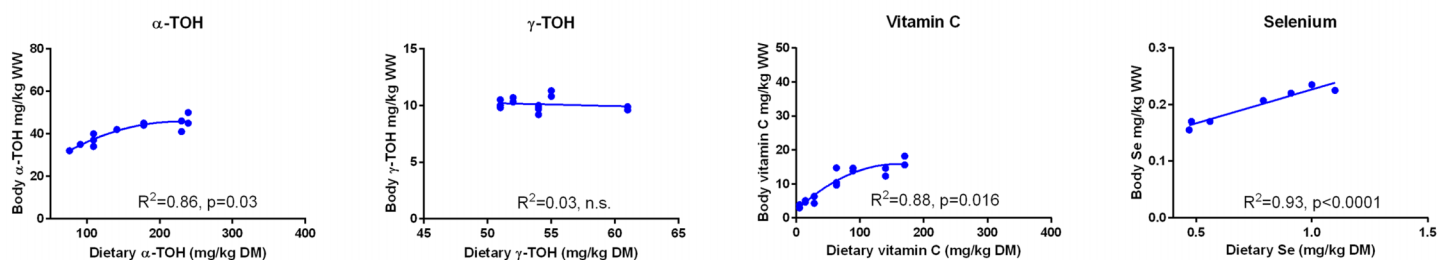 α-TOH
Body α-TOH mg/kg WW
80
60
40
20
0
100
200
300
400
R²=0.86, p=0.03
Dietary α-TOH (mg/kg DM)
γ-TOH
Body γ-TOH mg/kg WW
15
10
5
0
45
50
55
60
65
R²=0.03, n.s.
Dietary γ-TOH (mg/kg DM)
Vitamin C
Body vitamin C mg/kg WW
50
40
30
20
10
0
0
100
200
300
400
R²=0.88, p=0.016
Dietary vitamin C (mg/kg DM)
Selenium
Body Se mg/kg WW
0.3
0.2
0.1
0.0
0.5
1.0
1.5
R²=0.93, p<0.0001
Dietary Se (mg/kg DM)